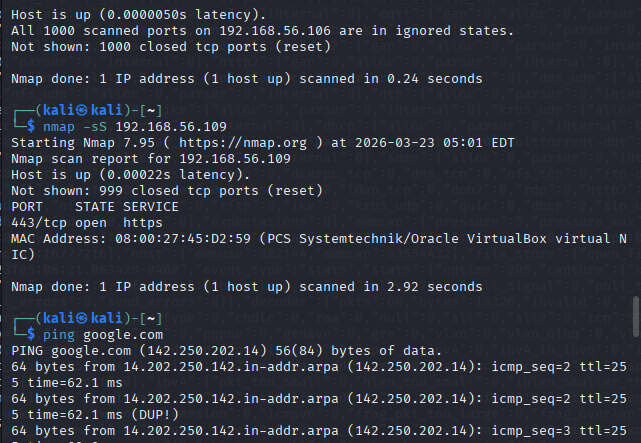 Host is up (0.0000050s latency).
All 1000 scanned ports on 192.168.56.106 are in ignored states.
Not shown: 1000 closed tcp ports (reset)
Nmap done: 1 IP address (1 host up) scanned in 0.24 seconds
┌──(kali㉿kali)-[~]
└─$ nmap -sS 192.168.56.109
Starting Nmap 7.95 ( https://nmap.org ) at 2026-03-23 05:01 EDT
Nmap scan report for 192.168.56.109
Host is up (0.00022s latency).
Not shown: 999 closed tcp ports (reset)
PORT    STATE SERVICE
443/tcp open  https
MAC Address: 08:00:27:45:D2:59 (PCS Systemtechnik/Oracle VirtualBox virtual N
IC)
Nmap done: 1 IP address (1 host up) scanned in 2.92 seconds
┌──(kali㉿kali)-[~]
└─$ ping google.com
PING google.com (142.250.202.14) 56(84) bytes of data.
64 bytes from 14.202.250.142.in-addr.arpa (142.250.202.14): icmp_seq=2 ttl=25
5 time=62.1 ms
64 bytes from 14.202.250.142.in-addr.arpa (142.250.202.14): icmp_seq=2 ttl=25
5 time=62.1 ms (DUP!)
64 bytes from 14.202.250.142.in-addr.arpa (142.250.202.14): icmp_seq=3 ttl=25